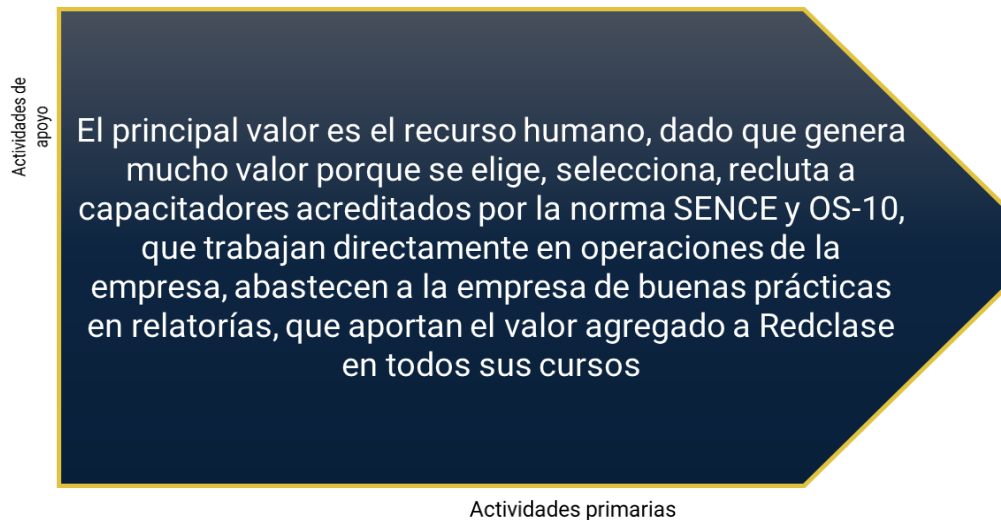 Actividades de
apoyo
El principal valor es el recurso humano, dado que genera
mucho valor porque se elige, selecciona, recluta a
capacitadores acreditados por la norma SENCE y OS-10,
que trabajan directamente en operaciones de la
empresa, abastecen a la empresa de buenas prácticas
en relatorías, que aportan el valor agregado a Redclase
en todos sus cursos
Actividades primarias